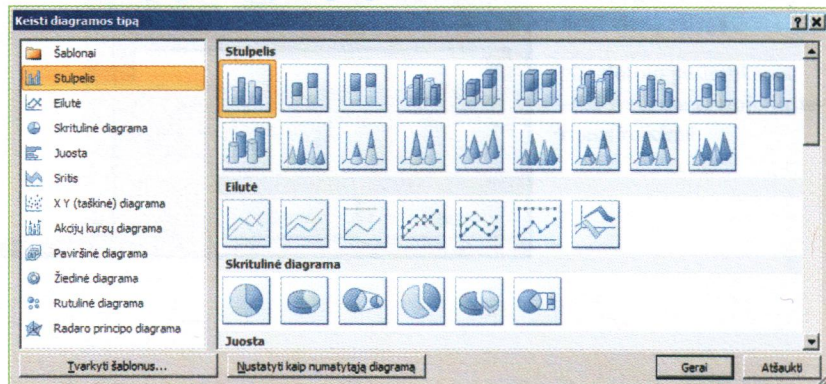 Keisti diagramos tipą
Šablonai
Stulpelis
Eilutė
Skritulinė diagrama
Juosta
Sritis
X Y (taškinė) diagrama
Akcijų kursų diagrama
Paviršinė diagrama
Žiedinė diagrama
Rutulinė diagrama
Radaro principo diagrama
Stulpelis
Eilutė
Skritulinė diagrama
Juosta
Tvarkyti šablonus...
Nustatyti kaip numatytąją diagramą
Gerai
Atšaukti